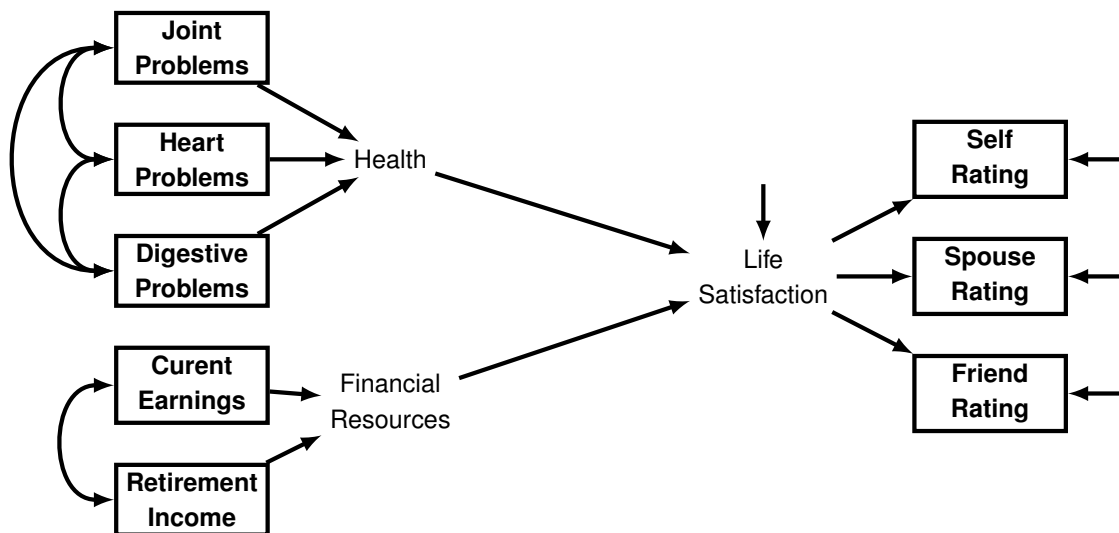 Joint
Problems
Heart
Problems
Digestive
Problems
Curent
Earnings
Retirement
Income
Health
Financial
Resources
Life
Satisfaction
Self
Rating
Spouse
Rating
Friend
Rating